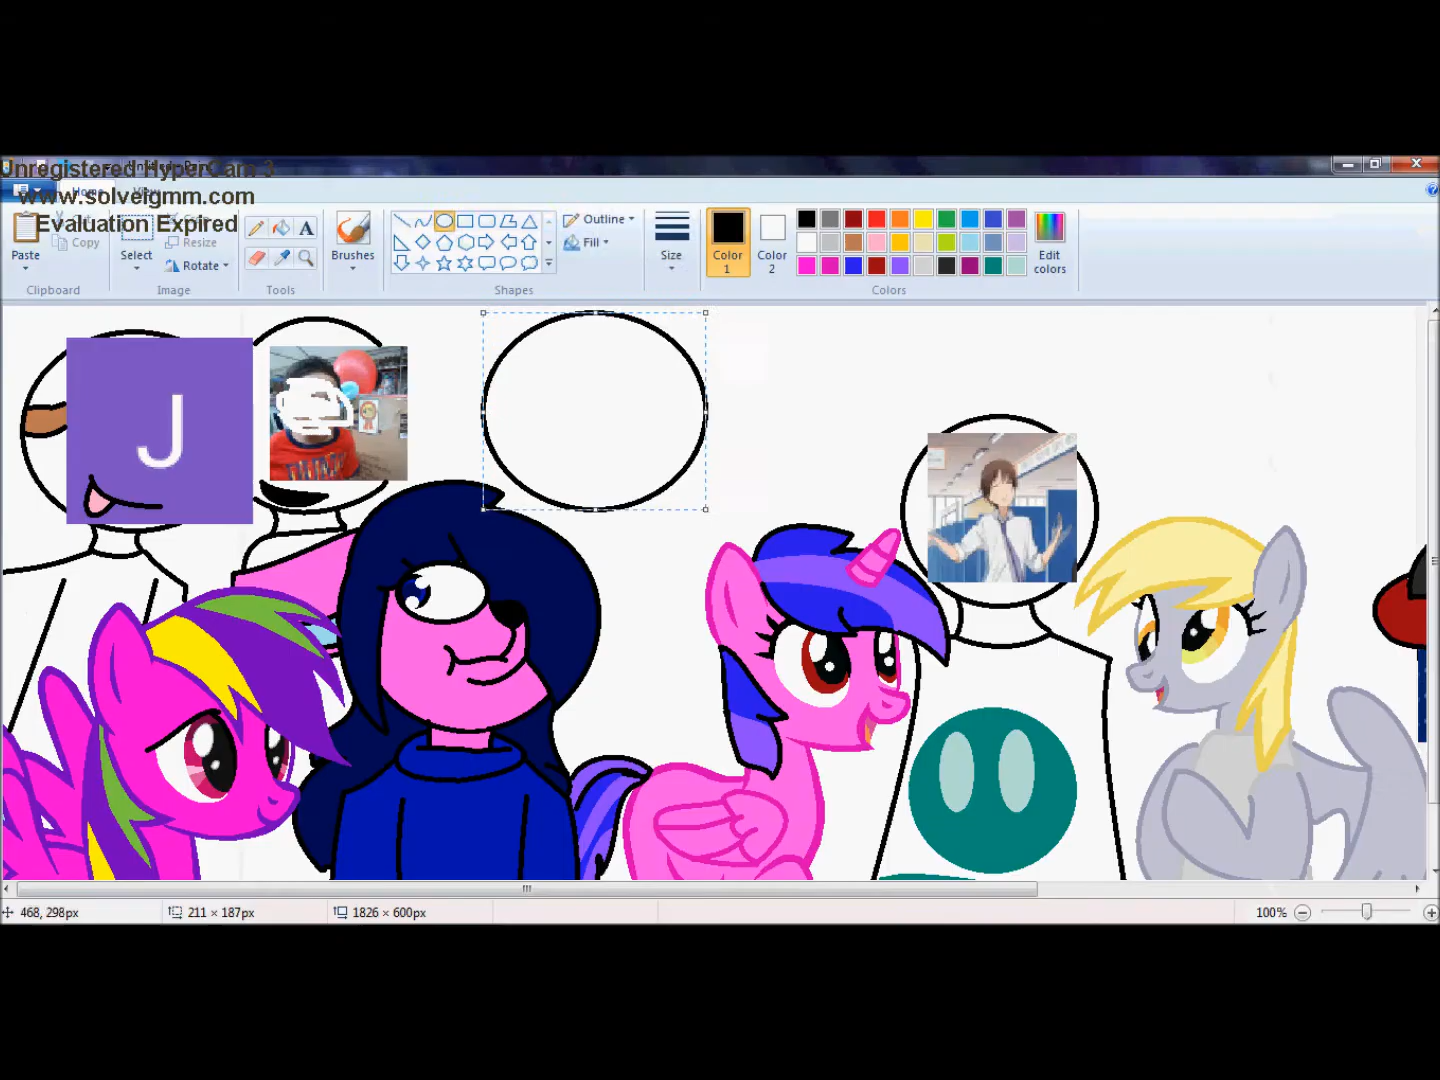 Unregistered HyperCam 3
www.solveigmm.com
Evaluation Expired
Home
Paste
Copy
Clipboard
Select
Resize
Rotate
Image
A
Tools
Brushes
Outline
Fill
Shapes
Size
Color 1
Color 2
Edit colors
Colors
J
468, 298px
211 × 187px
1826 × 600px
100%